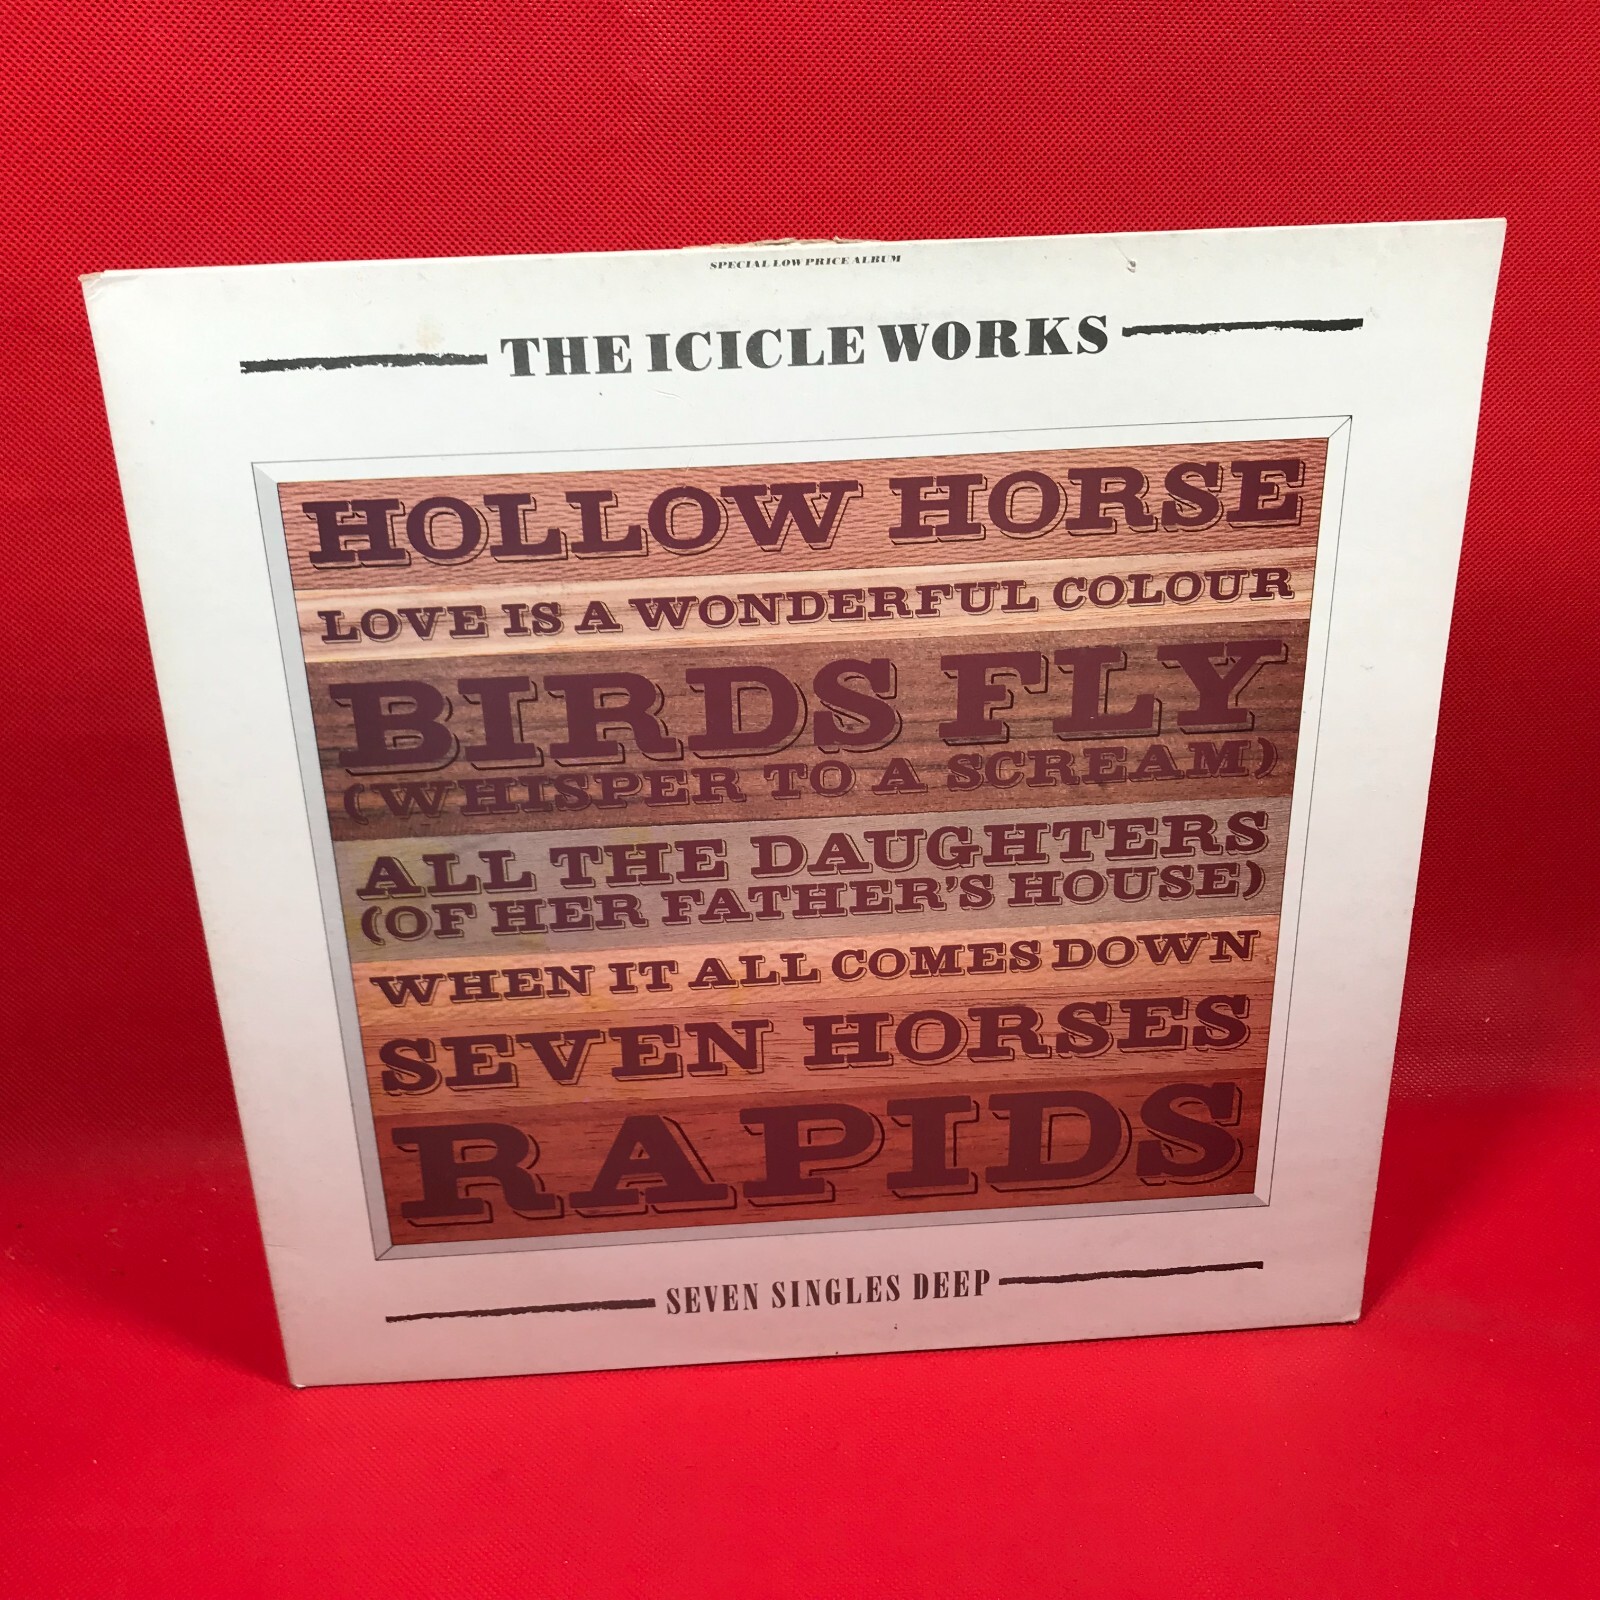 SPECIAL LOW PRICE ALBUM
THE ICICLE WORKS
HOLLOW HORSE
LOVE IS A WONDERFUL COLOUR
BIRDS FLY
(WHISPER TO A SCREAM)
ALL THE DAUGHTERS
(OF HER FATHER'S HOUSE)
WHEN IT ALL COMES DOWN
SEVEN HORSES
RAPIDS
SEVEN SINGLES DEEP